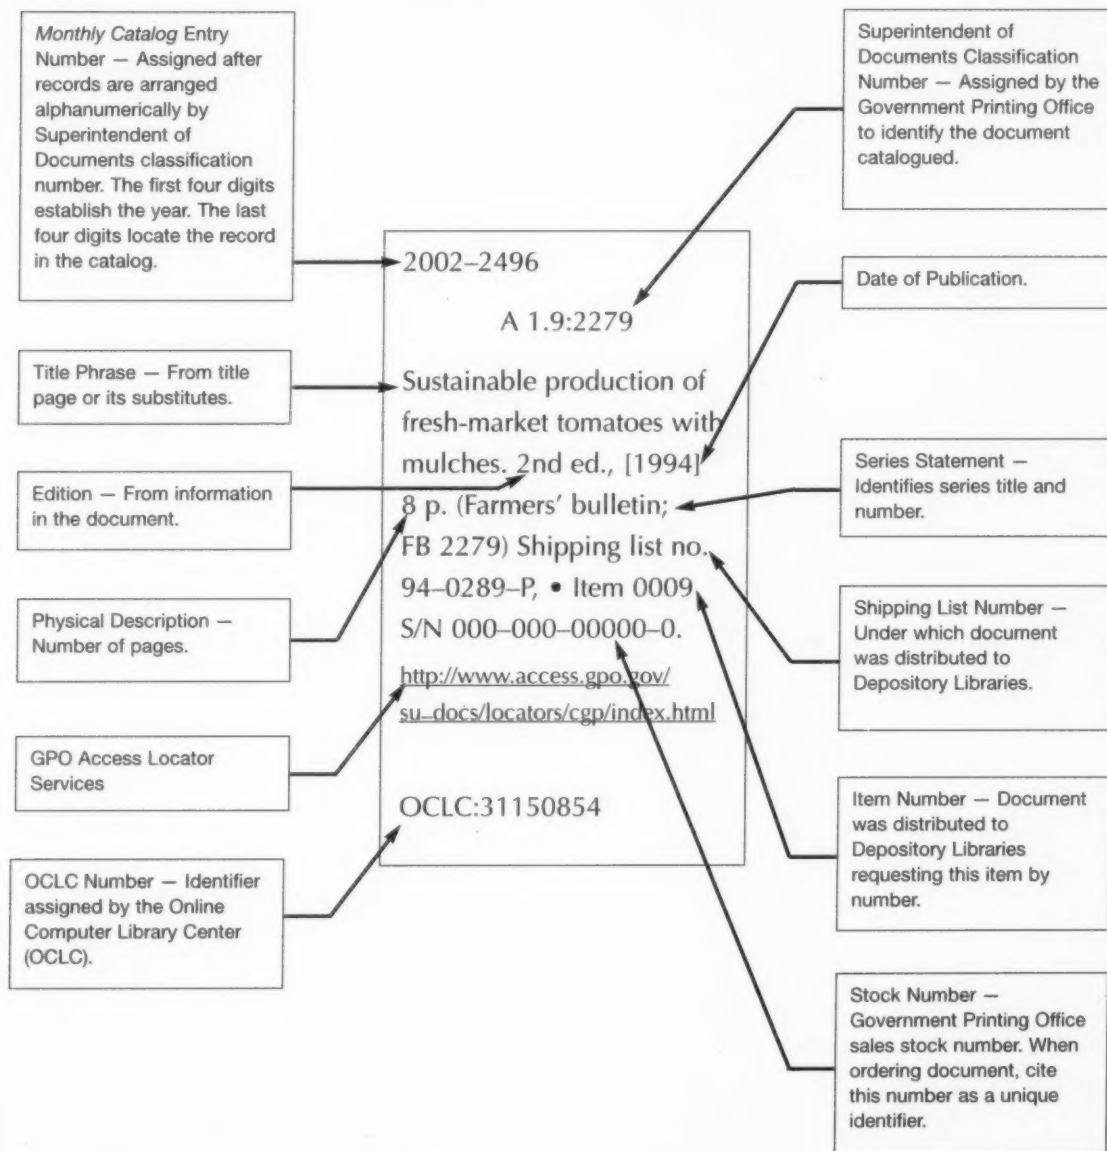 Monthly Catalog Entry
Number — Assigned after
records are arranged
alphanumerically by
Superintendent of
Documents classification
number. The first four digits
establish the year. The last
four digits locate the record
in the catalog.
Title Phrase — From title
page or its substitutes.
Edition — From information
in the document.
Physical Description —
Number of pages.
GPO Access Locator
Services
OCLC Number — Identifier
assigned by the Online
Computer Library Center
(OCLC).
2002–2496
A 1.9:2279
Sustainable production of
fresh-market tomatoes with
mulches. 2nd ed., [1994]
8 p. (Farmers' bulletin;
FB 2279) Shipping list no.
94–0289–P, • Item 0009
S/N 000–000–00000–0.
http://www.access.gpo.gov/
su_docs/locators/cgp/index.html
OCLC:31150854
Superintendent of
Documents Classification
Number — Assigned by the
Government Printing Office
to identify the document
catalogued.
Date of Publication.
Series Statement —
Identifies series title and
number.
Shipping List Number —
Under which document
was distributed to
Depository Libraries.
Item Number — Document
was distributed to
Depository Libraries
requesting this item by
number.
Stock Number —
Government Printing Office
sales stock number. When
ordering document, cite
this number as a unique
identifier.